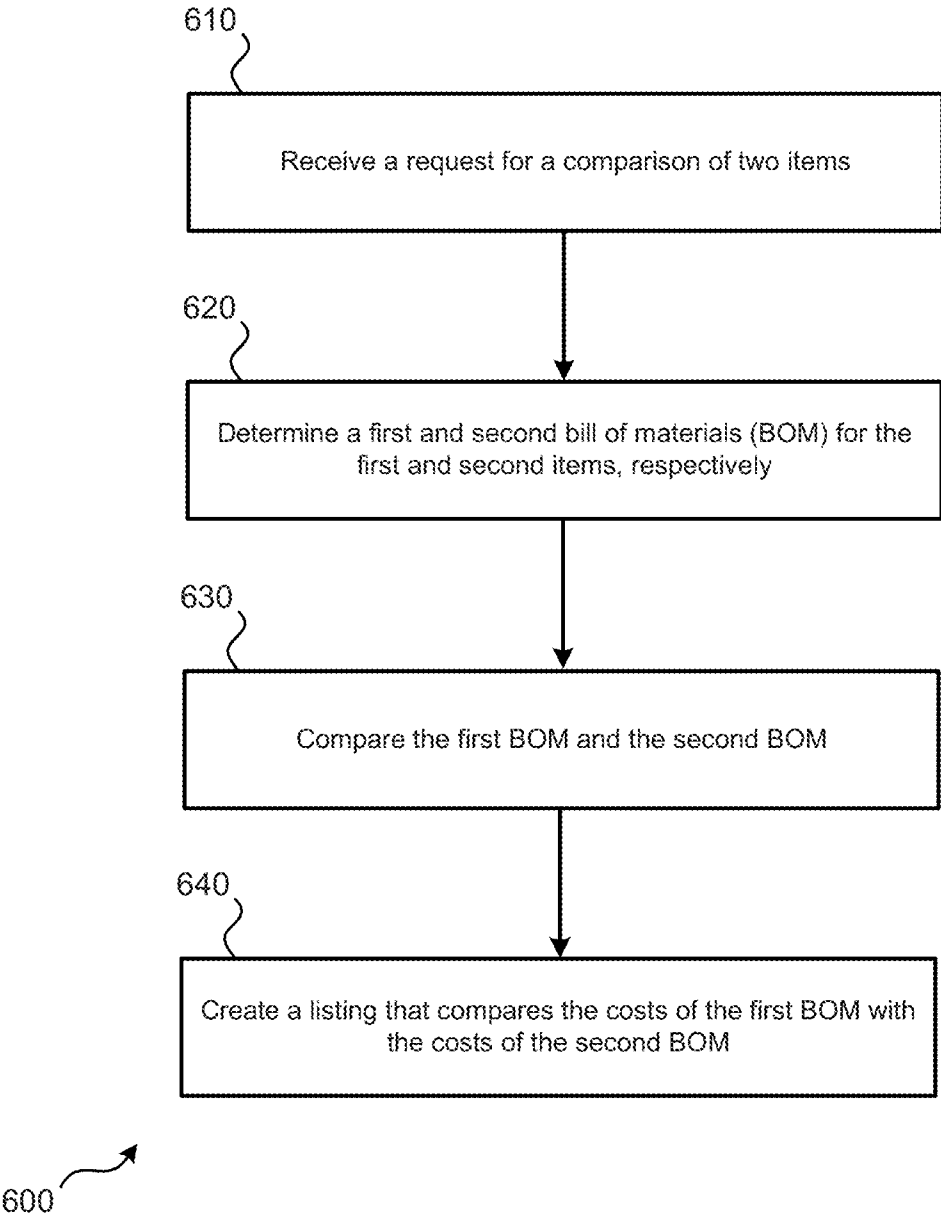 610
Receive a request for a comparison of two items
620
Determine a first and second bill of materials (BOM) for the
first and second items, respectively
630
Compare the first BOM and the second BOM
640
Create a listing that compares the costs of the first BOM with
the costs of the second BOM
600